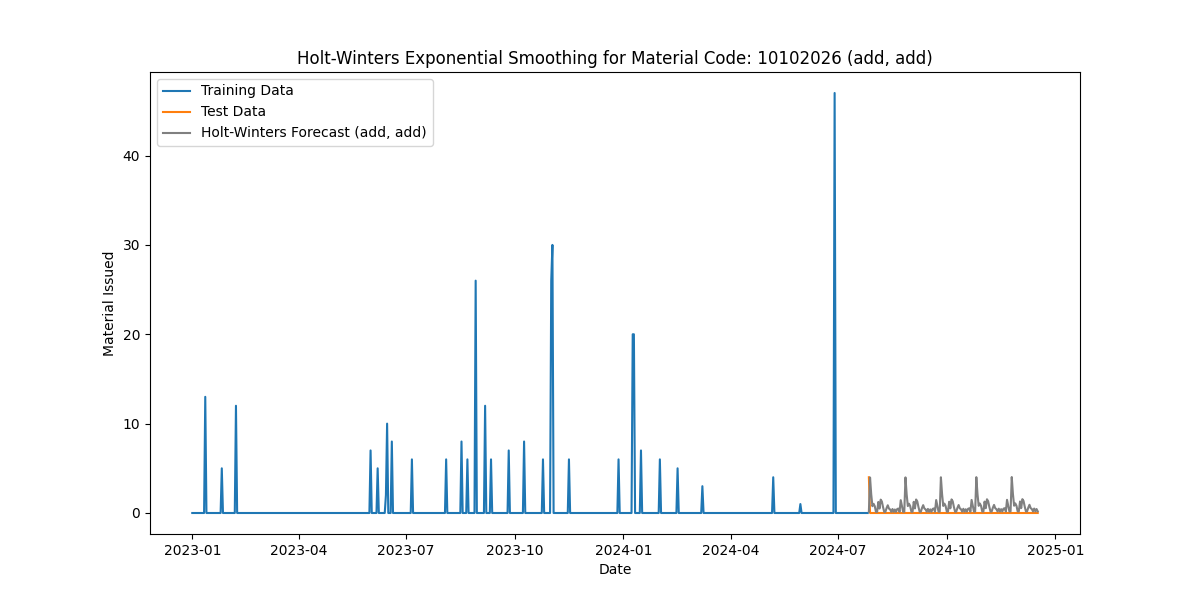 Holt-Winters Exponential Smoothing for Material Code: 10102026 (add, add)
Training Data
Test Data
Holt-Winters Forecast (add, add)
Material Issued
40
30
20
10
0
2023-01 2023-04 2023-07 2023-10 2024-01 2024-04 2024-07 2024-10 2025-01
Date